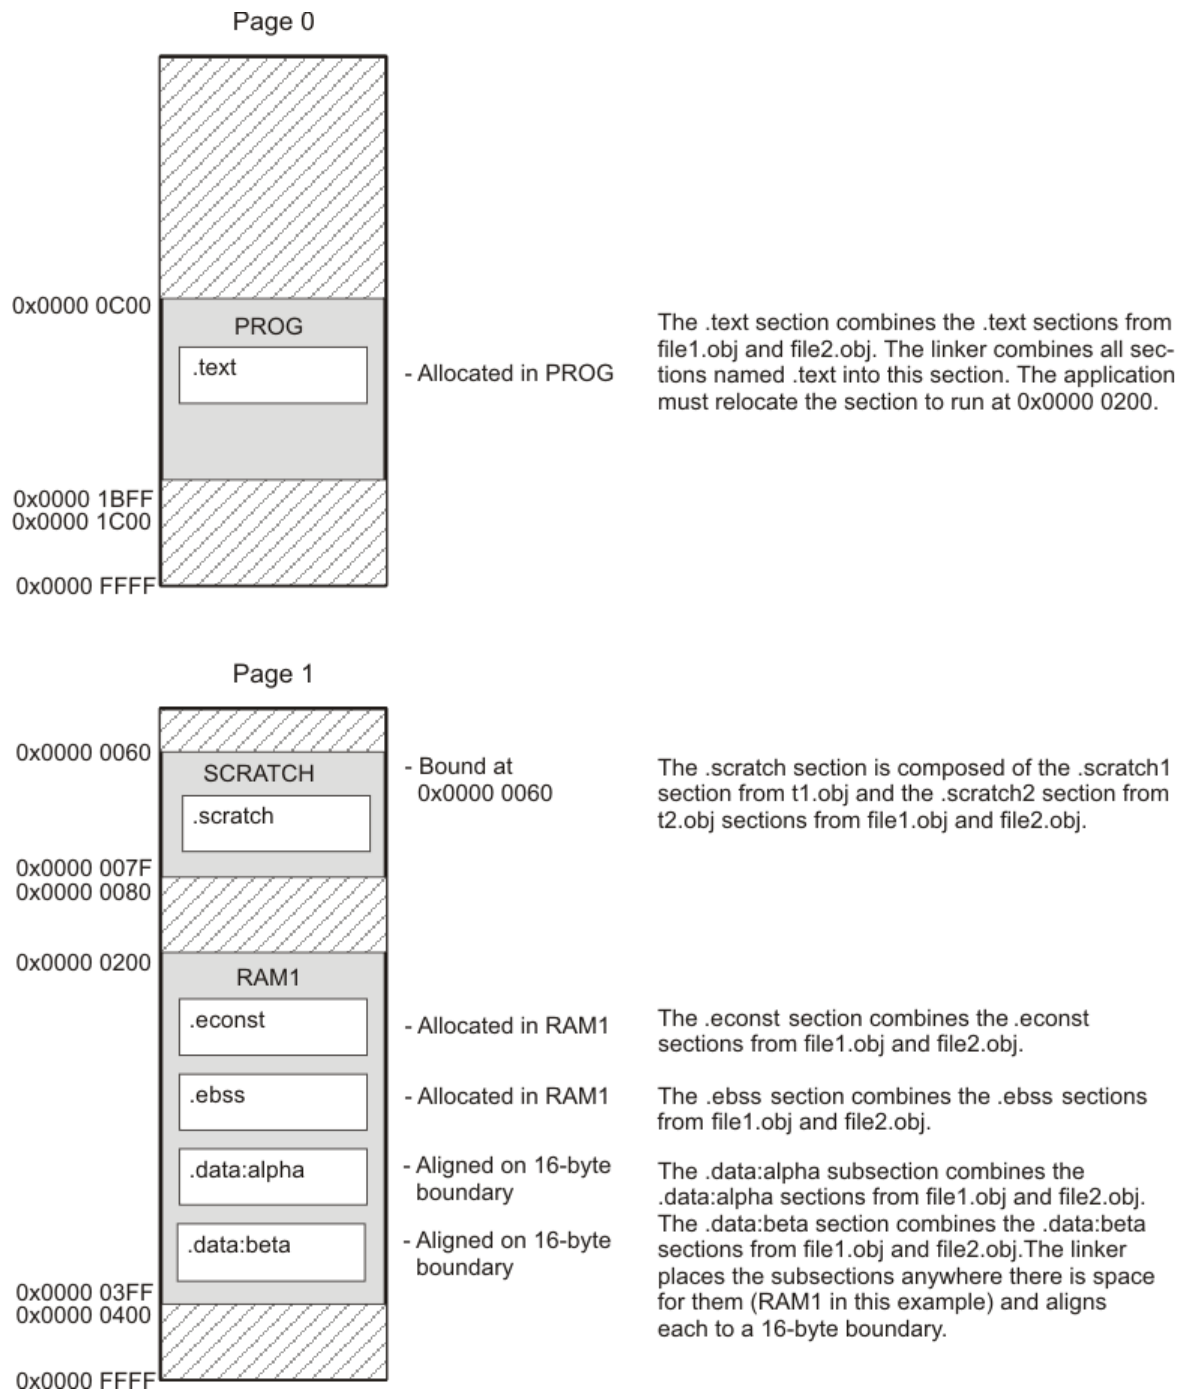 Page 0
0x0000 0C00
PROG
.text
- Allocated in PROG
The .text section combines the .text sections from
file1.obj and file2.obj. The linker combines all sec-
tions named .text into this section. The application
must relocate the section to run at 0x0000 0200.
0x0000 1BFF
0x0000 1C00
0x0000 FFFF
Page 1
0x0000 0060
SCRATCH
.scratch
- Bound at
0x0000 0060
The .scratch section is composed of the .scratch1
section from t1.obj and the .scratch2 section from
t2.obj sections from file1.obj and file2.obj.
0x0000 007F
0x0000 0080
0x0000 0200
RAM1
.econst
- Allocated in RAM1
The .econst section combines the .econst
sections from file1.obj and file2.obj.
.ebss
- Allocated in RAM1
The .ebss section combines the .ebss sections
from file1.obj and file2.obj.
.data:alpha
- Aligned on 16-byte
boundary
The .data:alpha subsection combines the
.data:alpha sections from file1.obj and file2.obj.
.data:beta
- Aligned on 16-byte
boundary
The .data:beta section combines the .data:beta
sections from file1.obj and file2.obj.The linker
places the subsections anywhere there is space
for them (RAM1 in this example) and aligns
each to a 16-byte boundary.
0x0000 03FF
0x0000 0400
0x0000 FFFF